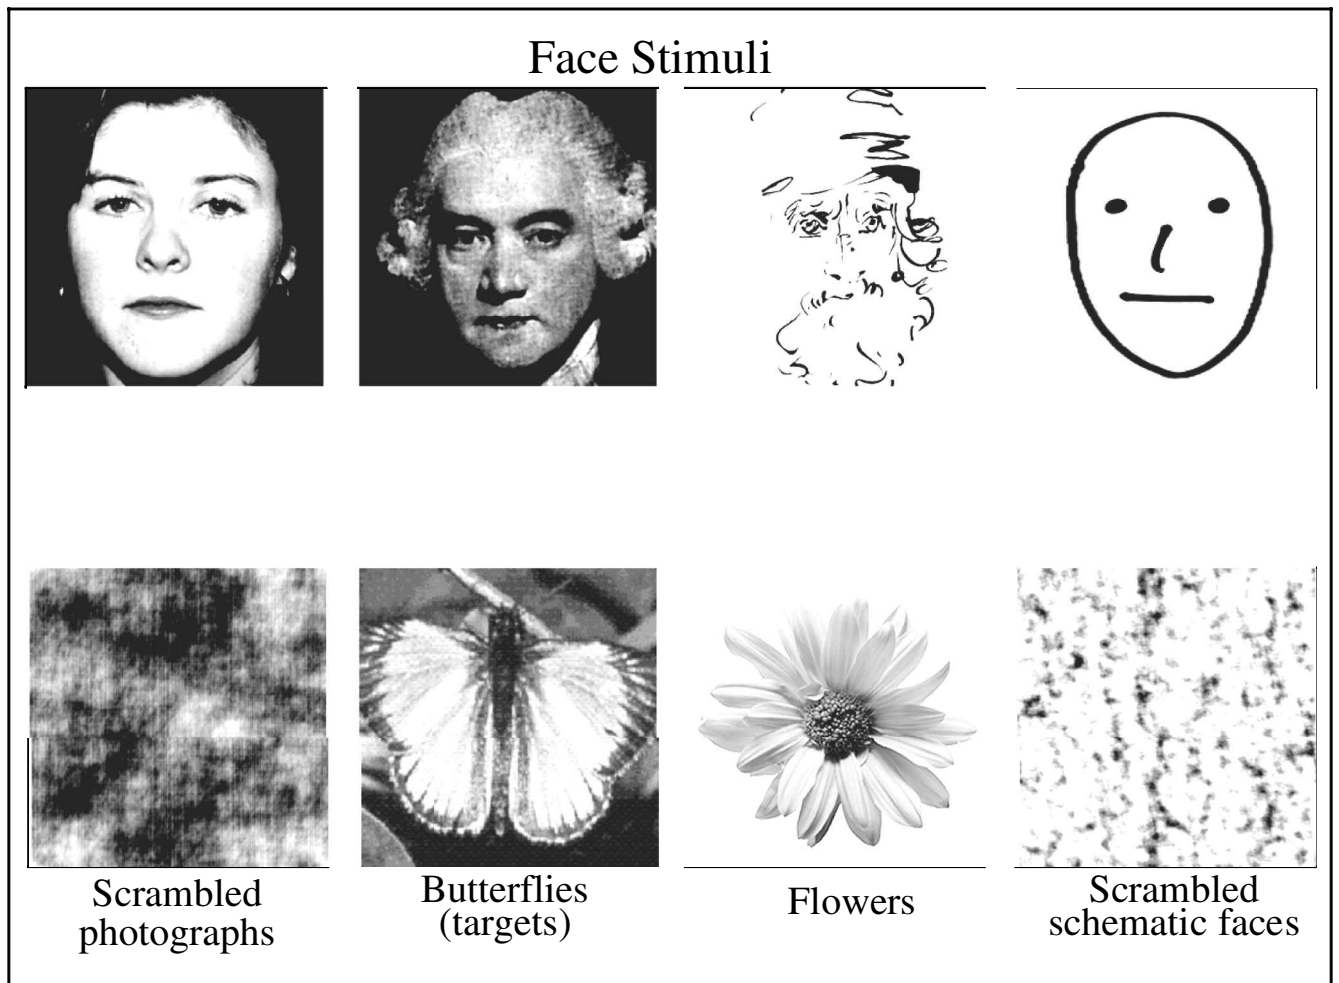 Face Stimuli
Scrambled
photographs
Butterflies
(targets)
Flowers
Scrambled
schematic faces